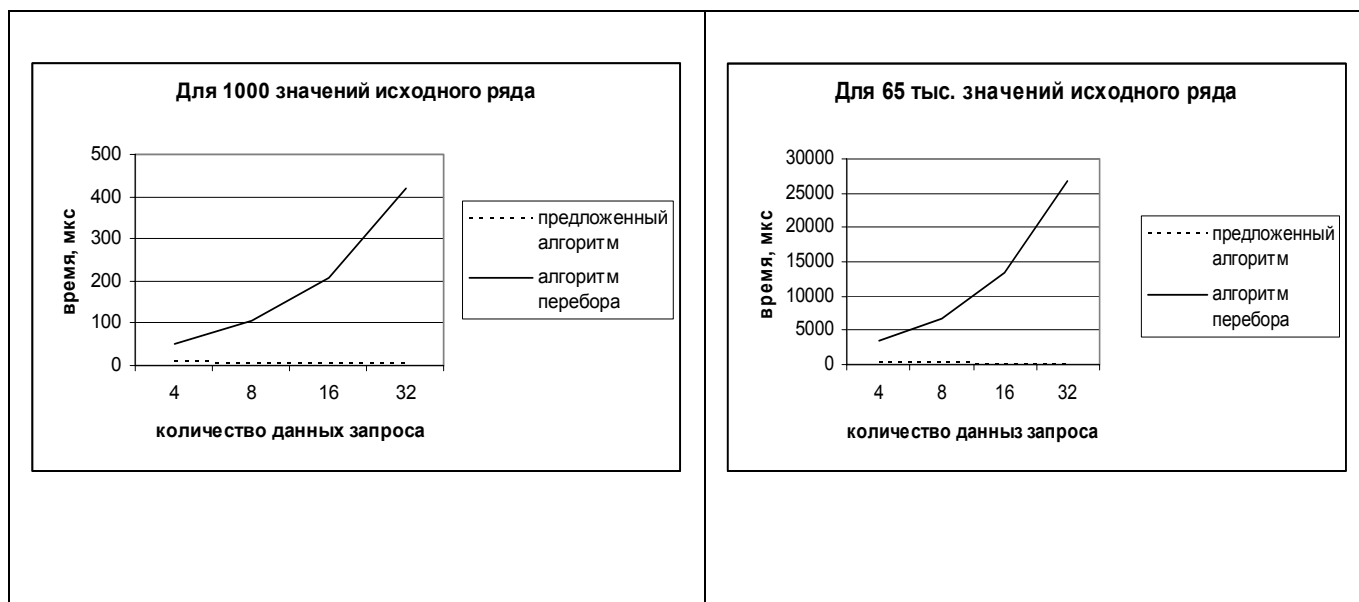 Для 1000 значений исходного ряда
500
400
300
200
100
0
время, мкс
4 8 16 32
количество данных запроса
предложенный
алгоритм
алгоритм
перебора
Для 65 тыс. значений исходного ряда
30000
25000
20000
15000
10000
5000
0
время, мкс
4 8 16 32
количество данныз запроса
предложенный
алгоритм
алгоритм
перебора